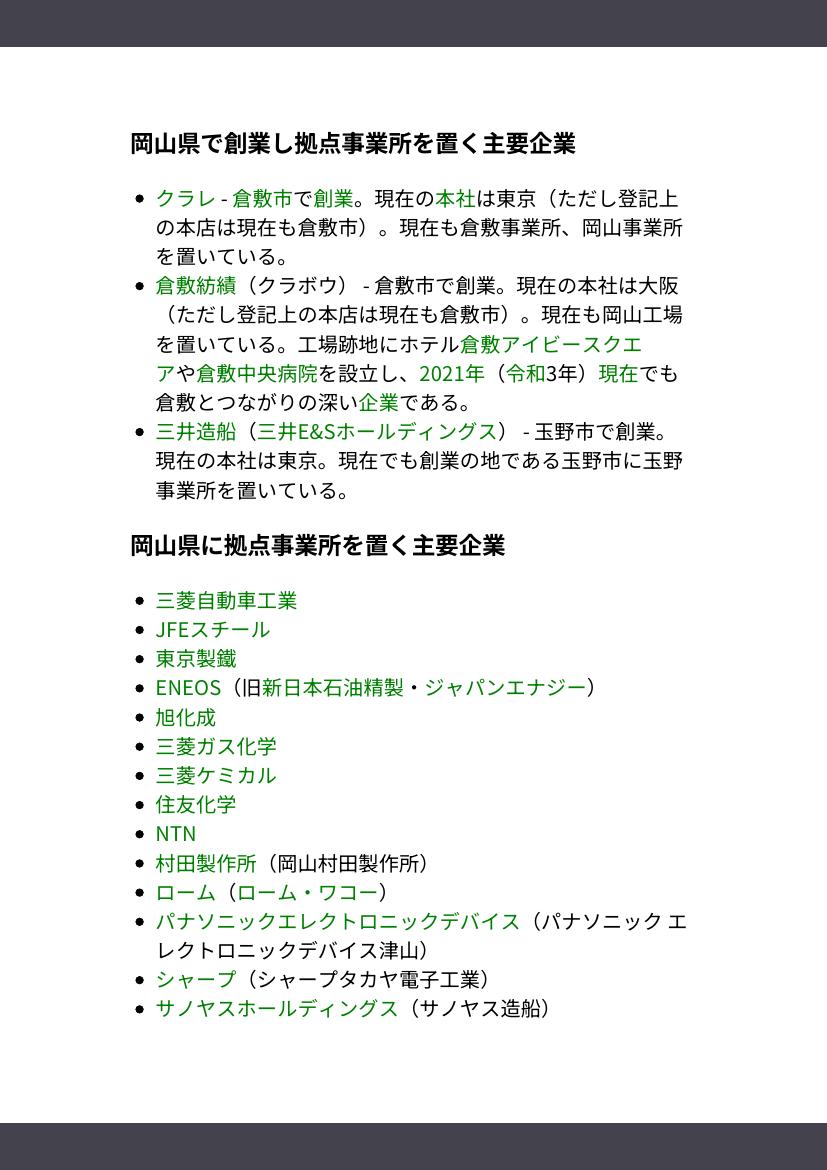 岡山県で創業し拠点事業所を置く主要企業
クラレ - 倉敷市で創業。現在の本社は東京（ただし登記上
の本店は現在も倉敷市）。現在も倉敷事業所、岡山事業所
を置いている。
倉敷紡績（クラボウ） - 倉敷市で創業。現在の本社は大阪
（ただし登記上の本店は現在も倉敷市）。現在も岡山工場
を置いている。工場跡地にホテル倉敷アイビースクエ
アや倉敷中央病院を設立し、2021年（令和3年）現在でも
倉敷とつながりの深い企業である。
三井造船（三井E&Sホールディングス） - 玉野市で創業。
現在の本社は東京。現在でも創業の地である玉野市に玉野
事業所を置いている。
岡山県に拠点事業所を置く主要企業
三菱自動車工業
JFEスチール
東京製鐵
ENEOS（旧新日本石油精製・ジャパンエナジー）
旭化成
三菱ガス化学
三菱ケミカル
住友化学
NTN
村田製作所（岡山村田製作所）
ローム（ローム・ワコー）
パナソニックエレクトロニックデバイス（パナソニック エ
レクトロニックデバイス津山）
シャープ（シャープタカヤ電子工業）
サノヤスホールディングス（サノヤス造船）